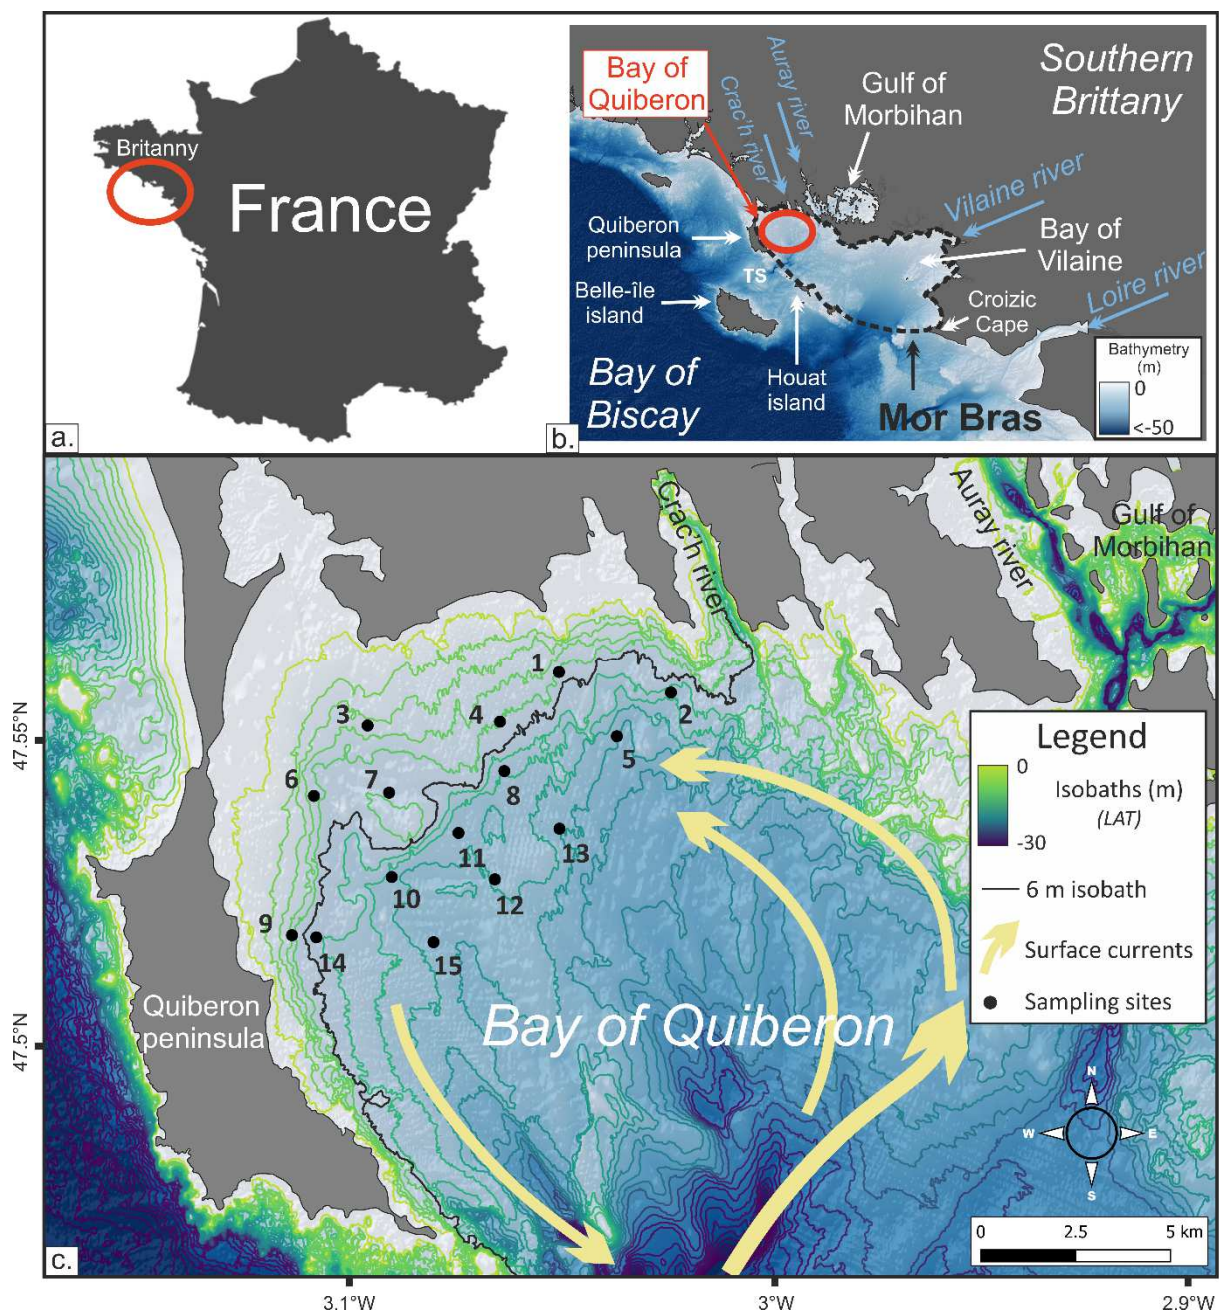 Britanny
France
a.
Bay of
Quiberon
Crac'h river
Auray river
Gulf of
Morbihan
Southern
Brittany
Vilaine river
Quiberon
peninsula
Bay of
Vilaine
TS
Belle-île
island
Loire river
Croizic
Cape
Bay of
Biscay
Houat
island
Mor Bras
Bathymetry
(m)
0
<-50
b.
Crac'h river
Auray river
Gulf of
Morbihan
1
2
3
4
5
6
7
8
9
10
11
12
13
14
15
47.55°N
47.5°N
Quiberon
peninsula
Bay of Quiberon
Legend
0
-30
Isobaths (m)
(LAT)
6 m isobath
Surface currents
Sampling sites
N
W
E
S
0
2.5
5 km
c.
3.1°W
3°W
2.9°W